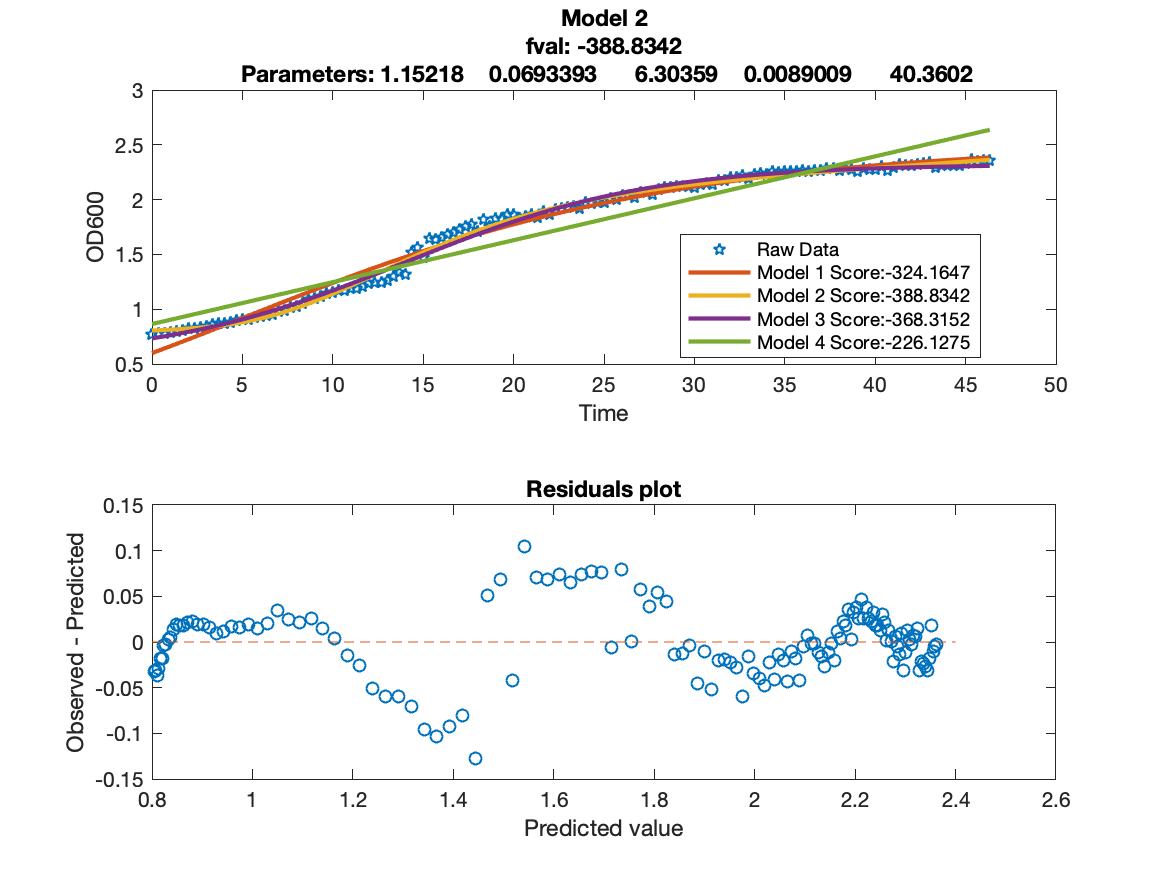 Model 2
fval: -388.8342
Parameters: 1.15218 0.0693393 6.30359 0.0089009 40.3602
3
2.5
2
1.5
1
0.5
OD600
Raw Data
Model 1 Score:-324.1647
Model 2 Score:-388.8342
Model 3 Score:-368.3152
Model 4 Score:-226.1275
0 5 10 15 20 25 30 35 40 45 50
Time
Residuals plot
0.15
0.1
0.05
0
-0.05
-0.1
-0.15
Observed - Predicted
0.8 1 1.2 1.4 1.6 1.8 2 2.2 2.4 2.6
Predicted value